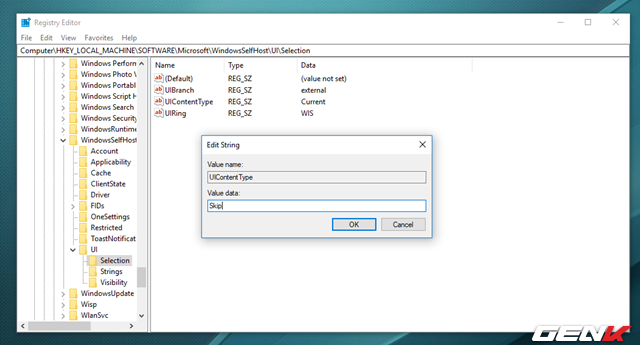 Registry Editor
File Edit View Favorites Help
Computer\HKEY_LOCAL_MACHINE\SOFTWARE\Microsoft\WindowsSelfHost\UI\Selection
Windows Perform
Windows Photo V
Windows Portabl
Windows Script H
Windows Search
Windows Security
WindowsRuntime
WindowsSelfHost
Account
Applicability
Cache
ClientState
Driver
FIDs
OneSettings
Restricted
ToastNotificat
UI
Selection
Strings
Visibility
WindowsUpdate
Wisp
WlanSvc
Name Type Data
(Default) REG_SZ (value not set)
UIBranch REG_SZ external
UIContentType REG_SZ Current
UIRing REG_SZ WIS
Edit String
Value name:
UIContentType
Value data:
Skip
OK Cancel
GENK